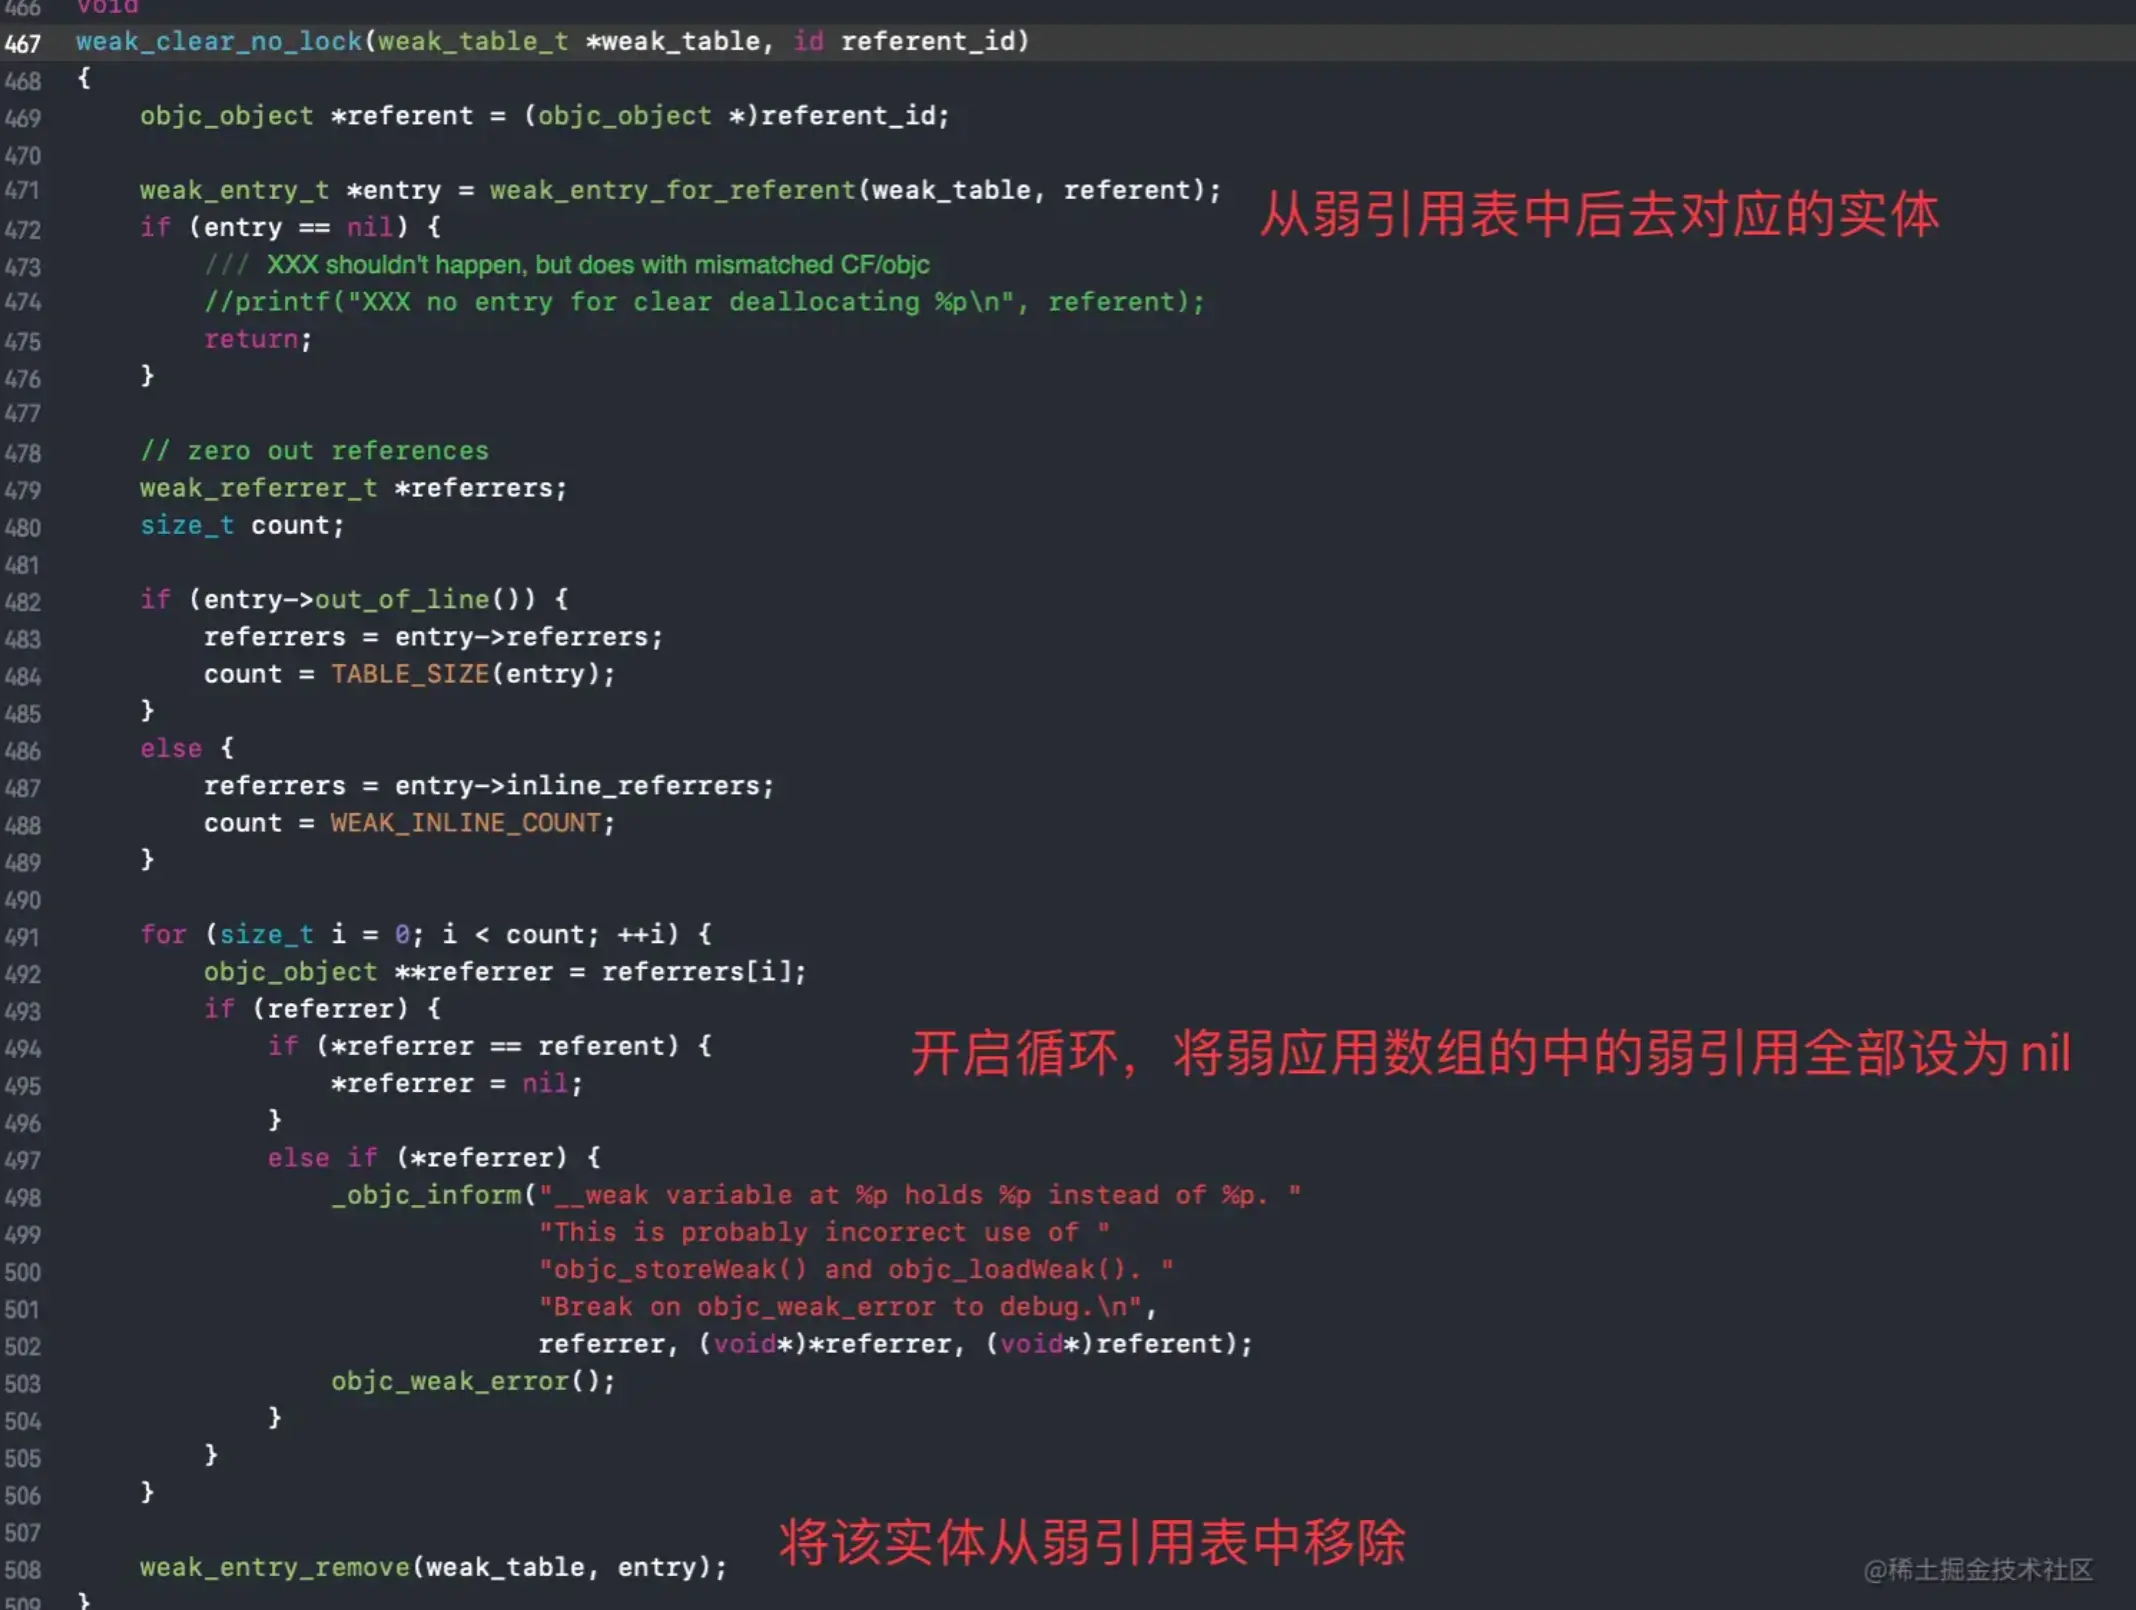 466 void
467 weak_clear_no_lock(weak_table_t *weak_table, id referent_id)
468 {
469     objc_object *referent = (objc_object *)referent_id;
470
471     weak_entry_t *entry = weak_entry_for_referent(weak_table, referent);
从弱引用表中后去对应的实体
472     if (entry == nil) {
473         /// XXX shouldn't happen, but does with mismatched CF/objc
474         //printf("XXX no entry for clear deallocating %p\n", referent);
475         return;
476     }
477
478     // zero out references
479     weak_referrer_t *referrers;
480     size_t count;
481
482     if (entry->out_of_line()) {
483         referrers = entry->referrers;
484         count = TABLE_SIZE(entry);
485     }
486     else {
487         referrers = entry->inline_referrers;
488         count = WEAK_INLINE_COUNT;
489     }
490
491     for (size_t i = 0; i < count; ++i) {
492         objc_object **referrer = referrers[i];
493         if (referrer) {
494             if (*referrer == referent) {
开启循环，将弱应用数组的中的弱引用全部设为 nil
495                 *referrer = nil;
496             }
497             else if (*referrer) {
498                 _objc_inform("__weak variable at %p holds %p instead of %p. "
499                              "This is probably incorrect use of "
500                              "objc_storeWeak() and objc_loadWeak(). "
501                              "Break on objc_weak_error to debug.\n",
502                              referrer, (void*)*referrer, (void*)referent);
503                 objc_weak_error();
504             }
505         }
506     }
507
将该实体从弱引用表中移除
508     weak_entry_remove(weak_table, entry);
@稀土掘金技术社区
509 }